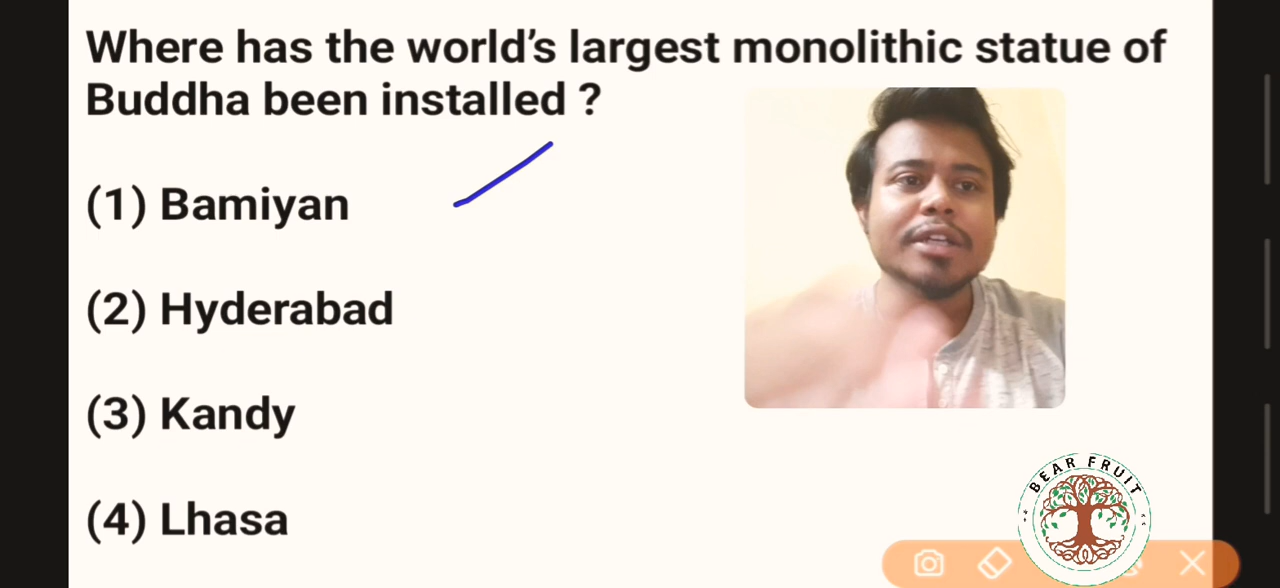 Where has the world's largest monolithic statue of
Buddha been installed ?
(1) Bamiyan
(2) Hyderabad
(3) Kandy
(4) Lhasa
BEAR FRUIT